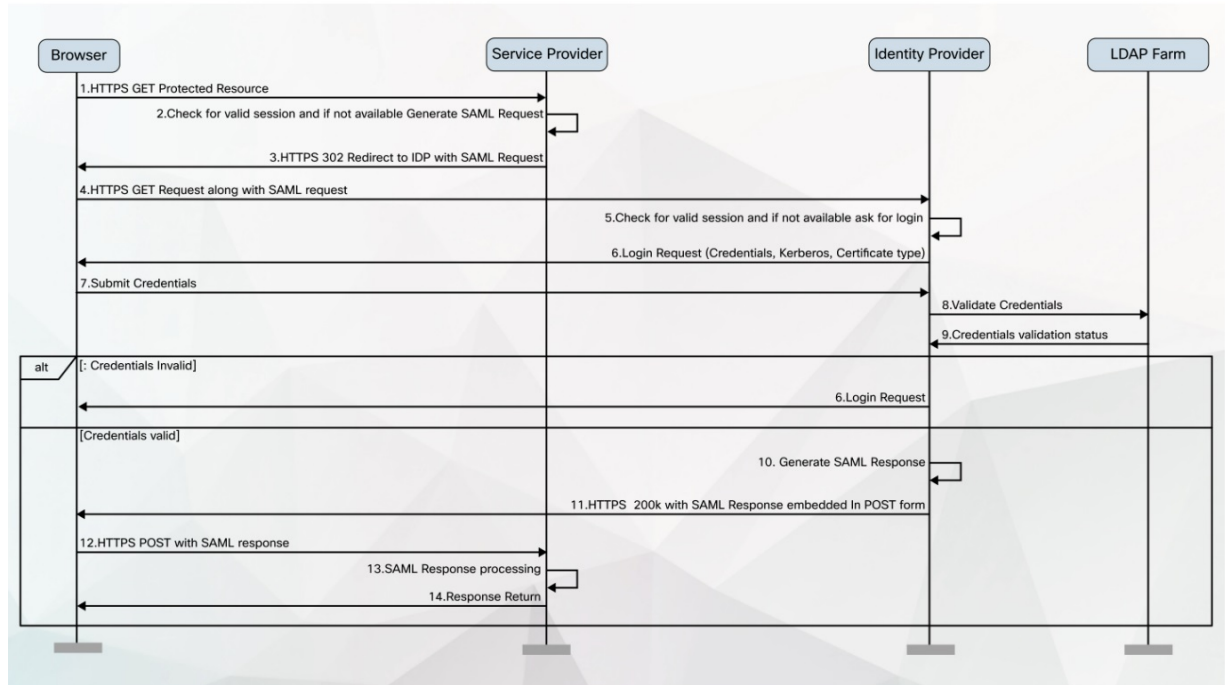 Browser
Service Provider
Identity Provider
LDAP Farm
1.HTTPS GET Protected Resource
2.Check for valid session and if not available Generate SAML Request
3.HTTPS 302 Redirect to IDP with SAML Request
4.HTTPS GET Request along with SAML request
5.Check for valid session and if not available ask for login
6.Login Request (Credentials, Kerberos, Certificate type)
7.Submit Credentials
8.Validate Credentials
9.Credentials validation status
alt
[: Credentials Invalid]
6.Login Request
[Credentials valid]
10. Generate SAML Response
11.HTTPS 200k with SAML Response embedded In POST form
12.HTTPS POST with SAML response
13.SAML Response processing
14.Response Return